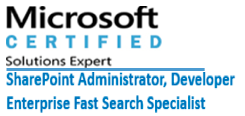 Microsoft
CERTIFIED
Solutions Expert
SharePoint Administrator, Developer
Enterprise Fast Search Specialist